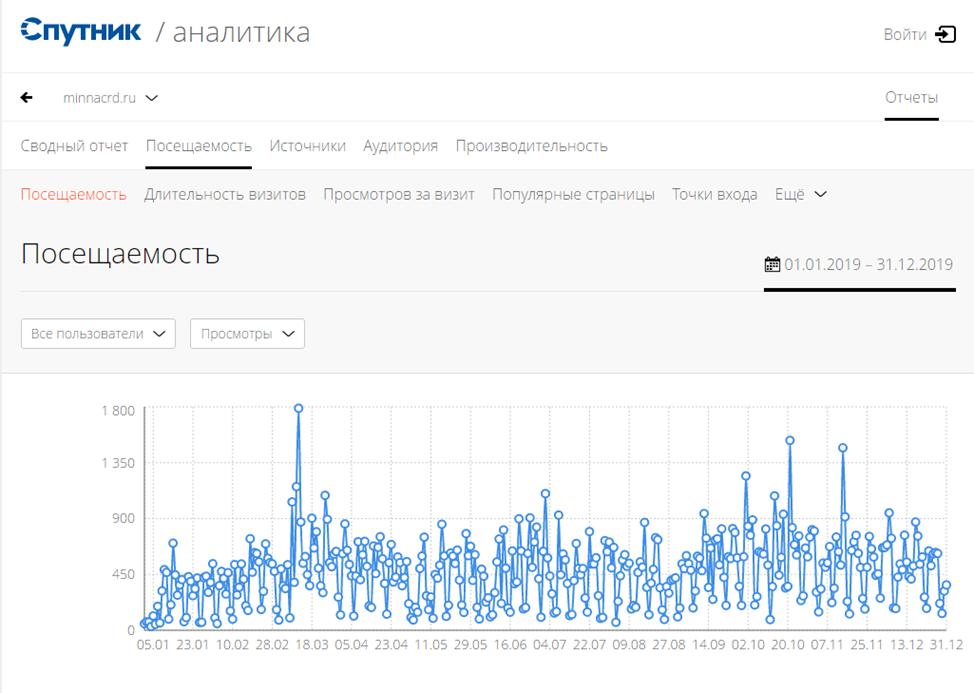 Спутник / аналитика
Войти
minnacrd.ru
Отчеты
Сводный отчет Посещаемость Источники Аудитория Производительность
Посещаемость Длительность визитов Просмотров за визит Популярные страницы Точки входа Ещё
Посещаемость
01.01.2019 – 31.12.2019
Все пользователи Просмотры
1 800
1 350
900
450
0
05.01 23.01 10.02 28.02 18.03 05.04 23.04 11.05 29.05 16.06 04.07 22.07 09.08 27.08 14.09 02.10 20.10 07.11 25.11 13.12 31.12